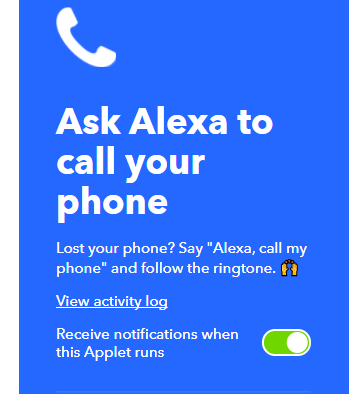 Ask Alexa to
call your
phone
Lost your phone? Say "Alexa, call my
phone" and follow the ringtone. 🙌
View activity log
Receive notifications when
this Applet runs